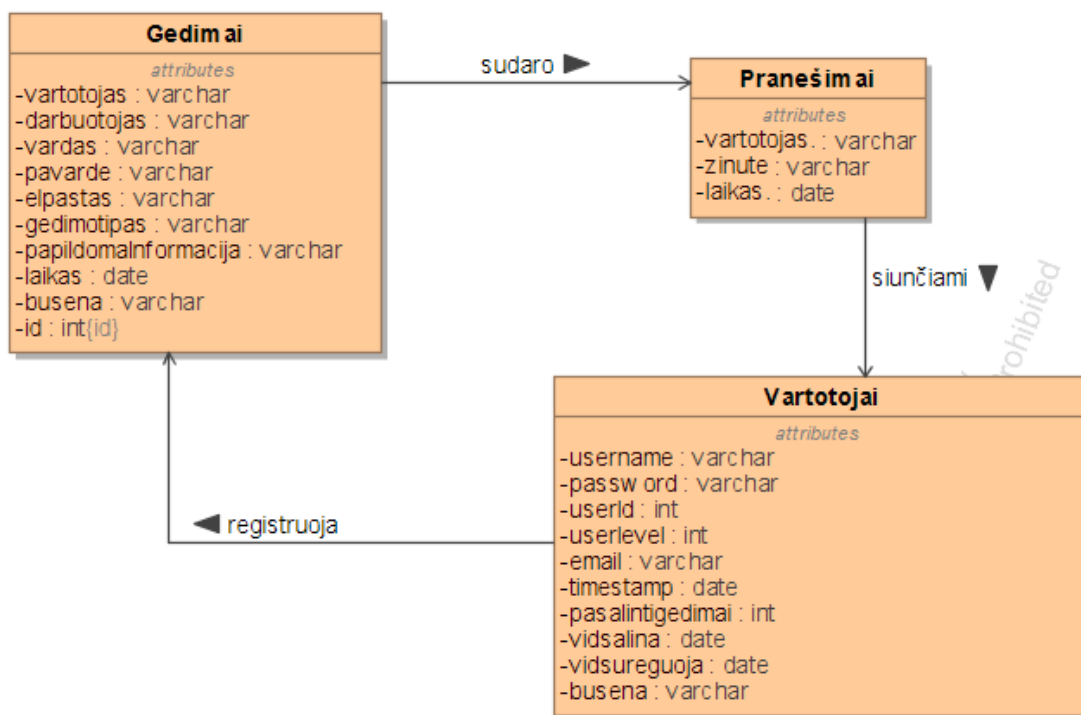 Gedimai
attributes
-vartotojas : varchar
-darbuotojas : varchar
-vardas : varchar
-pavarde : varchar
-elpastas : varchar
-gedimotipas : varchar
-papildomaInformacija : varchar
-laikas : date
-busena : varchar
-id : int{id}
sudaro ▶
Pranešimai
attributes
-vartotojas. : varchar
-zinute : varchar
-laikas. : date
siunčiami ▼
Vartotojai
attributes
-username : varchar
-password : varchar
-userId : int
-userlevel : int
-email : varchar
-timestamp : date
-pasalintigedimai : int
-vidsalina : date
-vidsureguoja : date
-busena : varchar
◀ registruoja